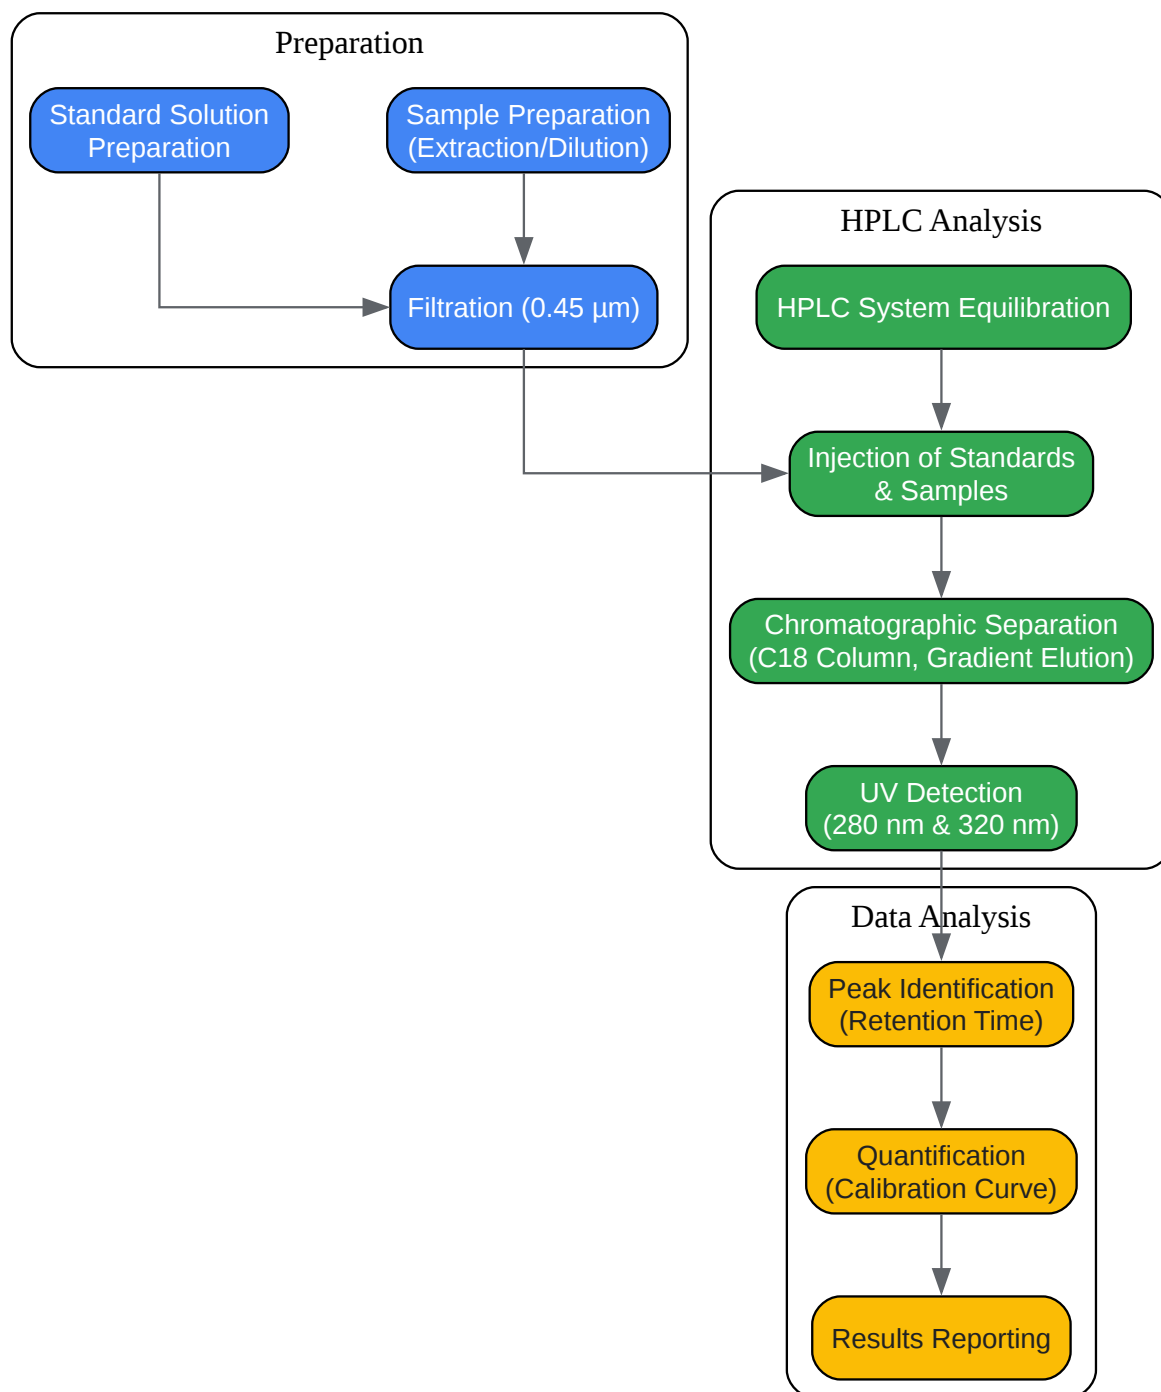 Preparation
Standard Solution
Preparation
Sample Preparation
(Extraction/Dilution)
Filtration (0.45 µm)
HPLC Analysis
HPLC System Equilibration
Injection of Standards
& Samples
Chromatographic Separation
(C18 Column, Gradient Elution)
UV Detection
(280 nm & 320 nm)
Data Analysis
Peak Identification
(Retention Time)
Quantification
(Calibration Curve)
Results Reporting